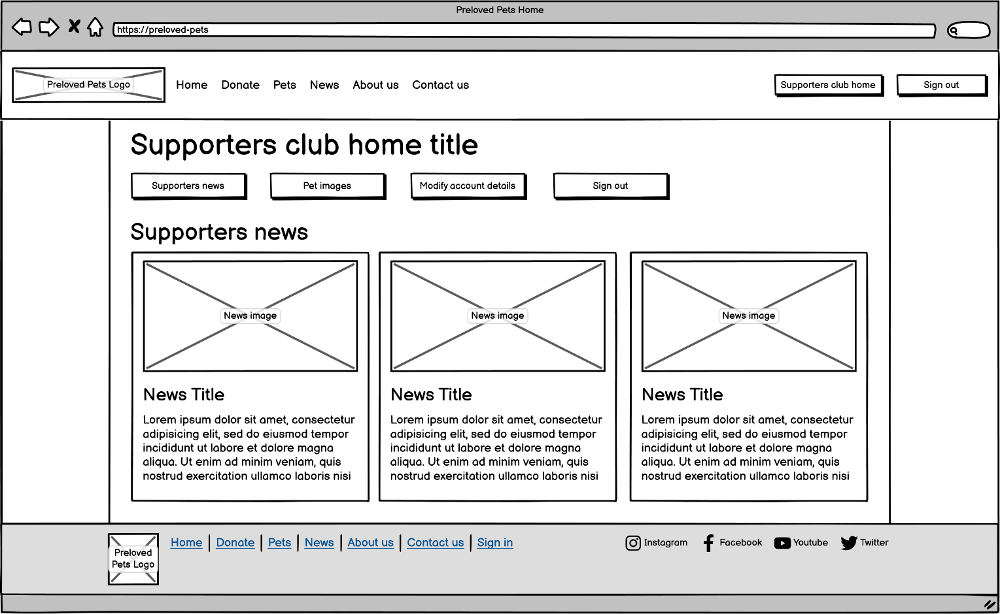 Preloved Pets Home
https://preloved-pets
Preloved Pets Logo
Home Donate Pets News About us Contact us
Supporters club home
Sign out
Supporters club home title
Supporters news
Pet images
Modify account details
Sign out
Supporters news
News image
News Title
Lorem ipsum dolor sit amet, consectetur
adipisicing elit, sed do eiusmod tempor
incididunt ut labore et dolore magna
aliqua. Ut enim ad minim veniam, quis
nostrud exercitation ullamco laboris nisi
News image
News Title
Lorem ipsum dolor sit amet, consectetur
adipisicing elit, sed do eiusmod tempor
incididunt ut labore et dolore magna
aliqua. Ut enim ad minim veniam, quis
nostrud exercitation ullamco laboris nisi
News image
News Title
Lorem ipsum dolor sit amet, consectetur
adipisicing elit, sed do eiusmod tempor
incididunt ut labore et dolore magna
aliqua. Ut enim ad minim veniam, quis
nostrud exercitation ullamco laboris nisi
Preloved
Pets Logo
Home | Donate | Pets | News | About us | Contact us | Sign in
Instagram Facebook Youtube Twitter